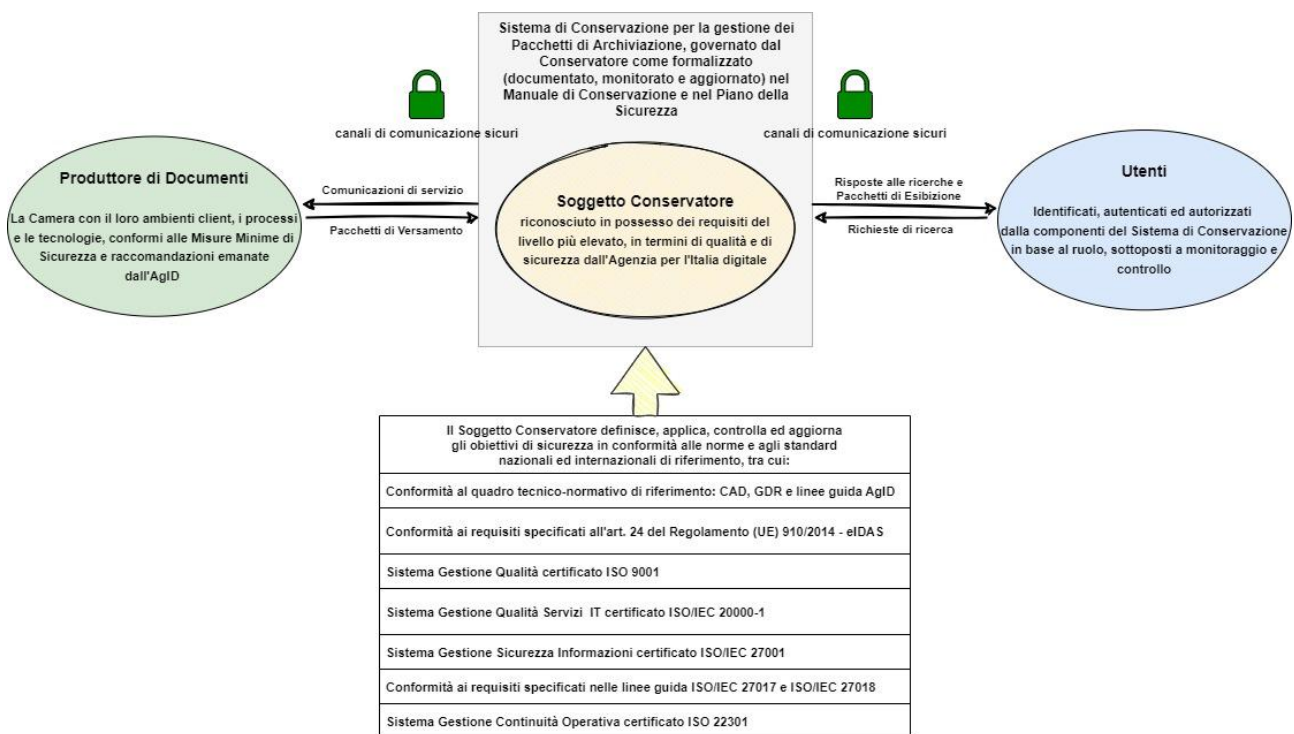 Sistema di Conservazione per la gestione dei
Pacchetti di Archiviazione, governato dal
Conservatore come formalizzato
(documentato, monitorato e aggiornato) nel
Manuale di Conservazione e nel Piano della
Sicurezza
canali di comunicazione sicuri
canali di comunicazione sicuri
Produttore di Documenti
La Camera con il loro ambienti client, i processi
e le tecnologie, conformi alle Misure Minime di
Sicurezza e raccomandazioni emanate
dall'AgID
Comunicazioni di servizio
Pacchetti di Versamento
Soggetto Conservatore
riconosciuto in possesso dei requisiti del
livello più elevato, in termini di qualità e di
sicurezza dall'Agenzia per l'Italia digitale
Risposte alle ricerche e
Pacchetti di Esibizione
Richieste di ricerca
Utenti
Identificati, autenticati ed autorizzati
dalla componenti del Sistema di Conservazione
in base al ruolo, sottoposti a monitoraggio e
controllo
Il Soggetto Conservatore definisce, applica, controlla ed aggiorna
gli obiettivi di sicurezza in conformità alle norme e agli standard
nazionali ed internazionali di riferimento, tra cui:
Conformità al quadro tecnico-normativo di riferimento: CAD, GDR e linee guida AgID
Conformità ai requisiti specificati all'art. 24 del Regolamento (UE) 910/2014 - eIDAS
Sistema Gestione Qualità certificato ISO 9001
Sistema Gestione Qualità Servizi IT certificato ISO/IEC 20000-1
Sistema Gestione Sicurezza Informazioni certificato ISO/IEC 27001
Conformità ai requisiti specificati nelle linee guida ISO/IEC 27017 e ISO/IEC 27018
Sistema Gestione Continuità Operativa certificato ISO 22301